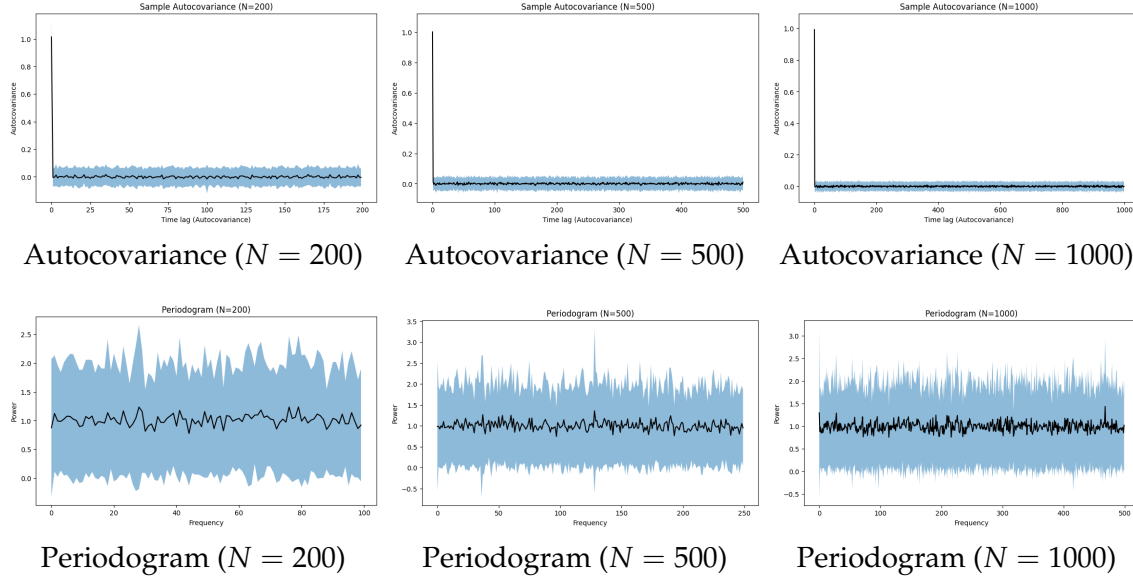 Sample Autocovariance (N=200)
Autocovariance
1.0
0.8
0.6
0.4
0.2
0.0
0 25 50 75 100 125 150 175 200
Time lag (Autocovariance)
Sample Autocovariance (N=500)
Autocovariance
1.0
0.8
0.6
0.4
0.2
0.0
0 100 200 300 400 500
Time lag (Autocovariance)
Sample Autocovariance (N=1000)
Autocovariance
1.0
0.8
0.6
0.4
0.2
0.0
0 200 400 600 800 1000
Time lag (Autocovariance)
Autocovariance (N = 200)
Autocovariance (N = 500)
Autocovariance (N = 1000)
Periodogram (N=200)
Power
2.5
2.0
1.5
1.0
0.5
0.0
0 20 40 60 80 100
Frequency
Periodogram (N=500)
Power
3.5
3.0
2.5
2.0
1.5
1.0
0.5
0.0
−0.5
0 50 100 150 200 250
Frequency
Periodogram (N=1000)
Power
3.0
2.5
2.0
1.5
1.0
0.5
0.0
−0.5
0 100 200 300 400 500
Frequency
Periodogram (N = 200)
Periodogram (N = 500)
Periodogram (N = 1000)